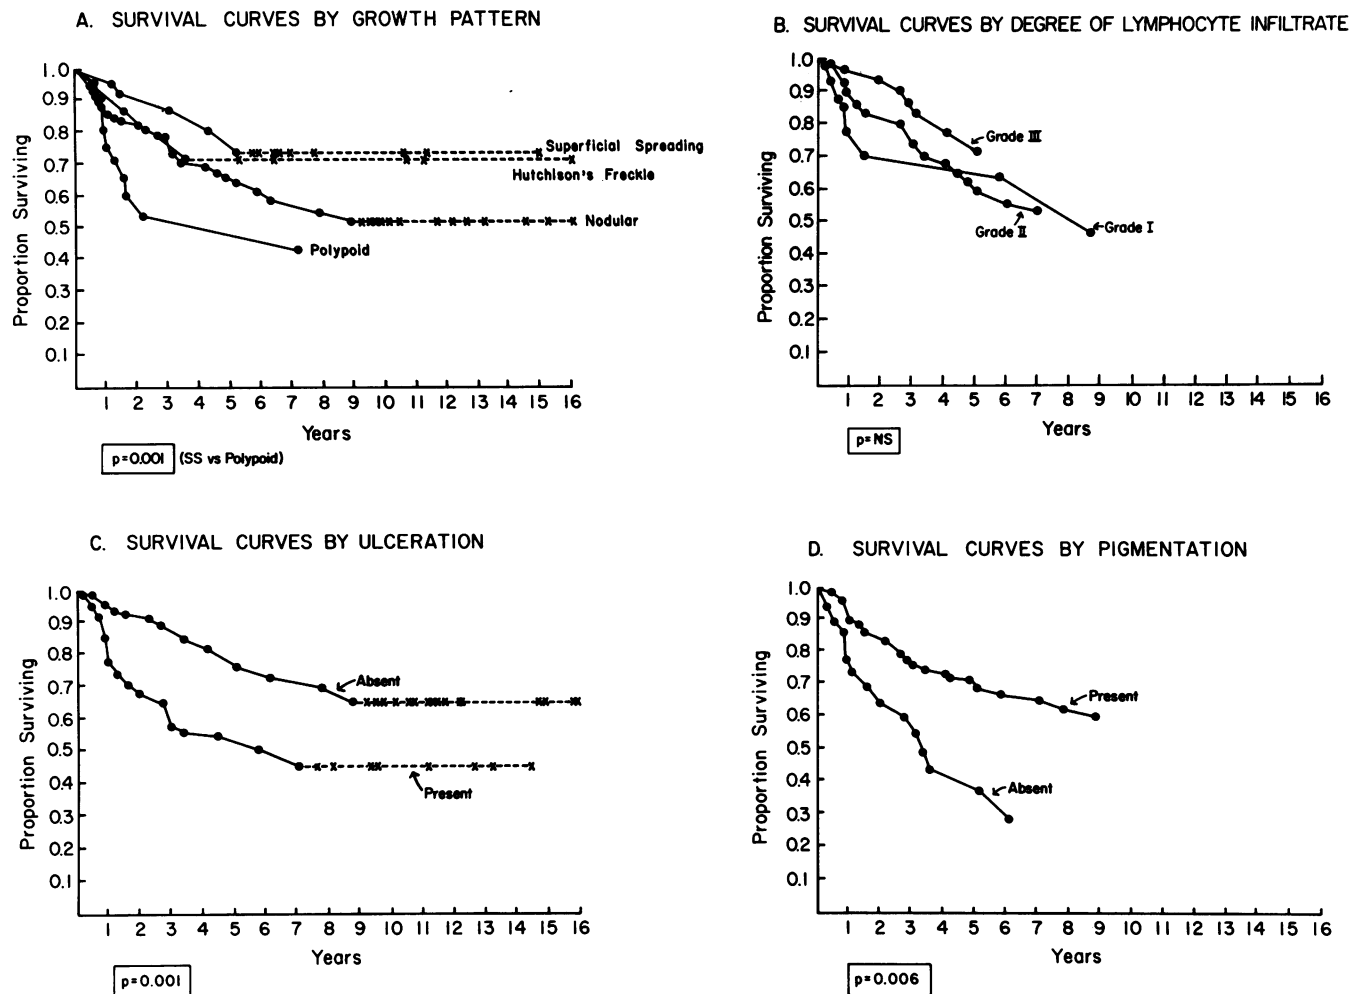 A. SURVIVAL CURVES BY GROWTH PATTERN
1.0
0.9
0.8
0.7
0.6
0.5
0.4
0.3
0.2
0.1
Proportion Surviving
Superficial Spreading
Hutchison's Freckle
Nodular
Polypoid
1 2 3 4 5 6 7 8 9 10 11 12 13 14 15 16
Years
p=0.001 (SS vs Polypoid)
B. SURVIVAL CURVES BY DEGREE OF LYMPHOCYTE INFILTRATE
1.0
0.9
0.8
0.7
0.6
0.5
0.4
0.3
0.2
0.1
Proportion Surviving
Grade III
Grade II
Grade I
1 2 3 4 5 6 7 8 9 10 11 12 13 14 15 16
Years
p=NS
C. SURVIVAL CURVES BY ULCERATION
1.0
0.9
0.8
0.7
0.6
0.5
0.4
0.3
0.2
0.1
Proportion Surviving
Absent
Present
1 2 3 4 5 6 7 8 9 10 11 12 13 14 15 16
Years
p=0.001
D. SURVIVAL CURVES BY PIGMENTATION
1.0
0.9
0.8
0.7
0.6
0.5
0.4
0.3
0.2
0.1
Proportion Surviving
Present
Absent
1 2 3 4 5 6 7 8 9 10 11 12 13 14 15 16
Years
p=0.006